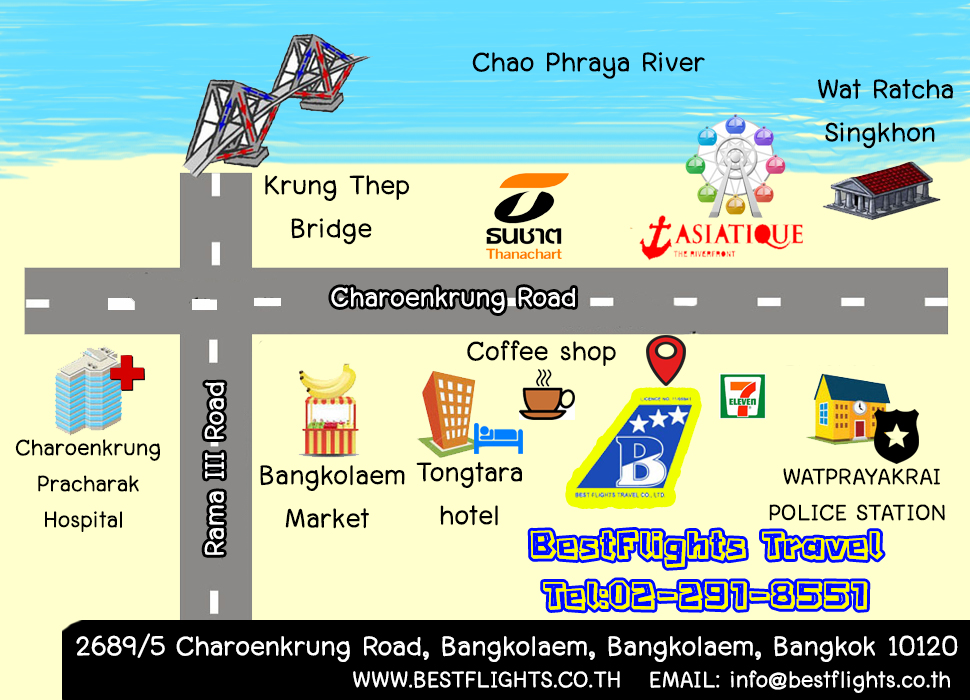 Chao Phraya River
Wat Ratcha
Singkhon
Krung Thep
Bridge
ธนชาต
Thanachart
ASIATIQUE
THE RIVERFRONT
Charoenkrung Road
Coffee shop
Rama III Road
Charoenkrung
Pracharak
Hospital
Bangkolaem
Market
Tongtara
hotel
B
BEST FLIGHTS TRAVEL CO., LTD.
7
ELEVEN
WATPRAYAKRAI
POLICE STATION
BestFlights Travel
Tel:02-291-8551
2689/5 Charoenkrung Road, Bangkolaem, Bangkolaem, Bangkok 10120
WWW.BESTFLIGHTS.CO.TH EMAIL: info@bestflights.co.th